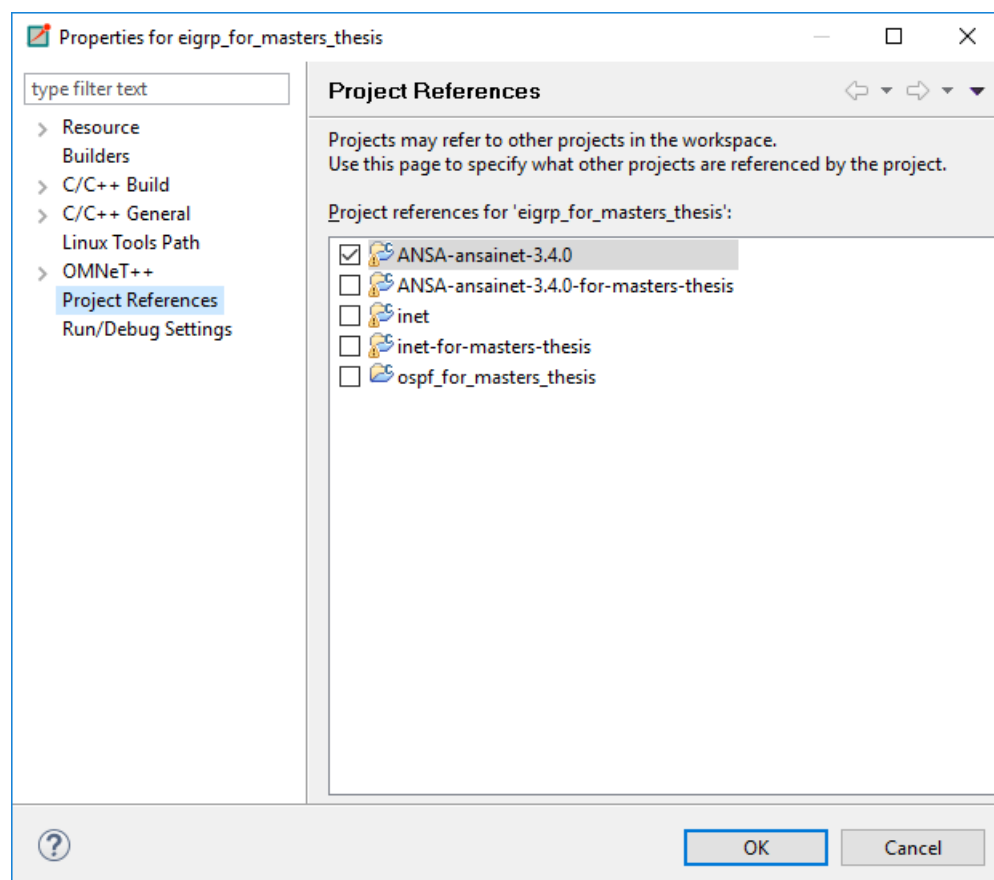 Properties for eigrp_for_masters_thesis
type filter text
Resource
Builders
C/C++ Build
C/C++ General
Linux Tools Path
OMNeT++
Project References
Run/Debug Settings
Project References
Projects may refer to other projects in the workspace.
Use this page to specify what other projects are referenced by the project.
Project references for 'eigrp_for_masters_thesis':
ANSA-ansainet-3.4.0
ANSA-ansainet-3.4.0-for-masters-thesis
inet
inet-for-masters-thesis
ospf_for_masters_thesis
?
OK
Cancel